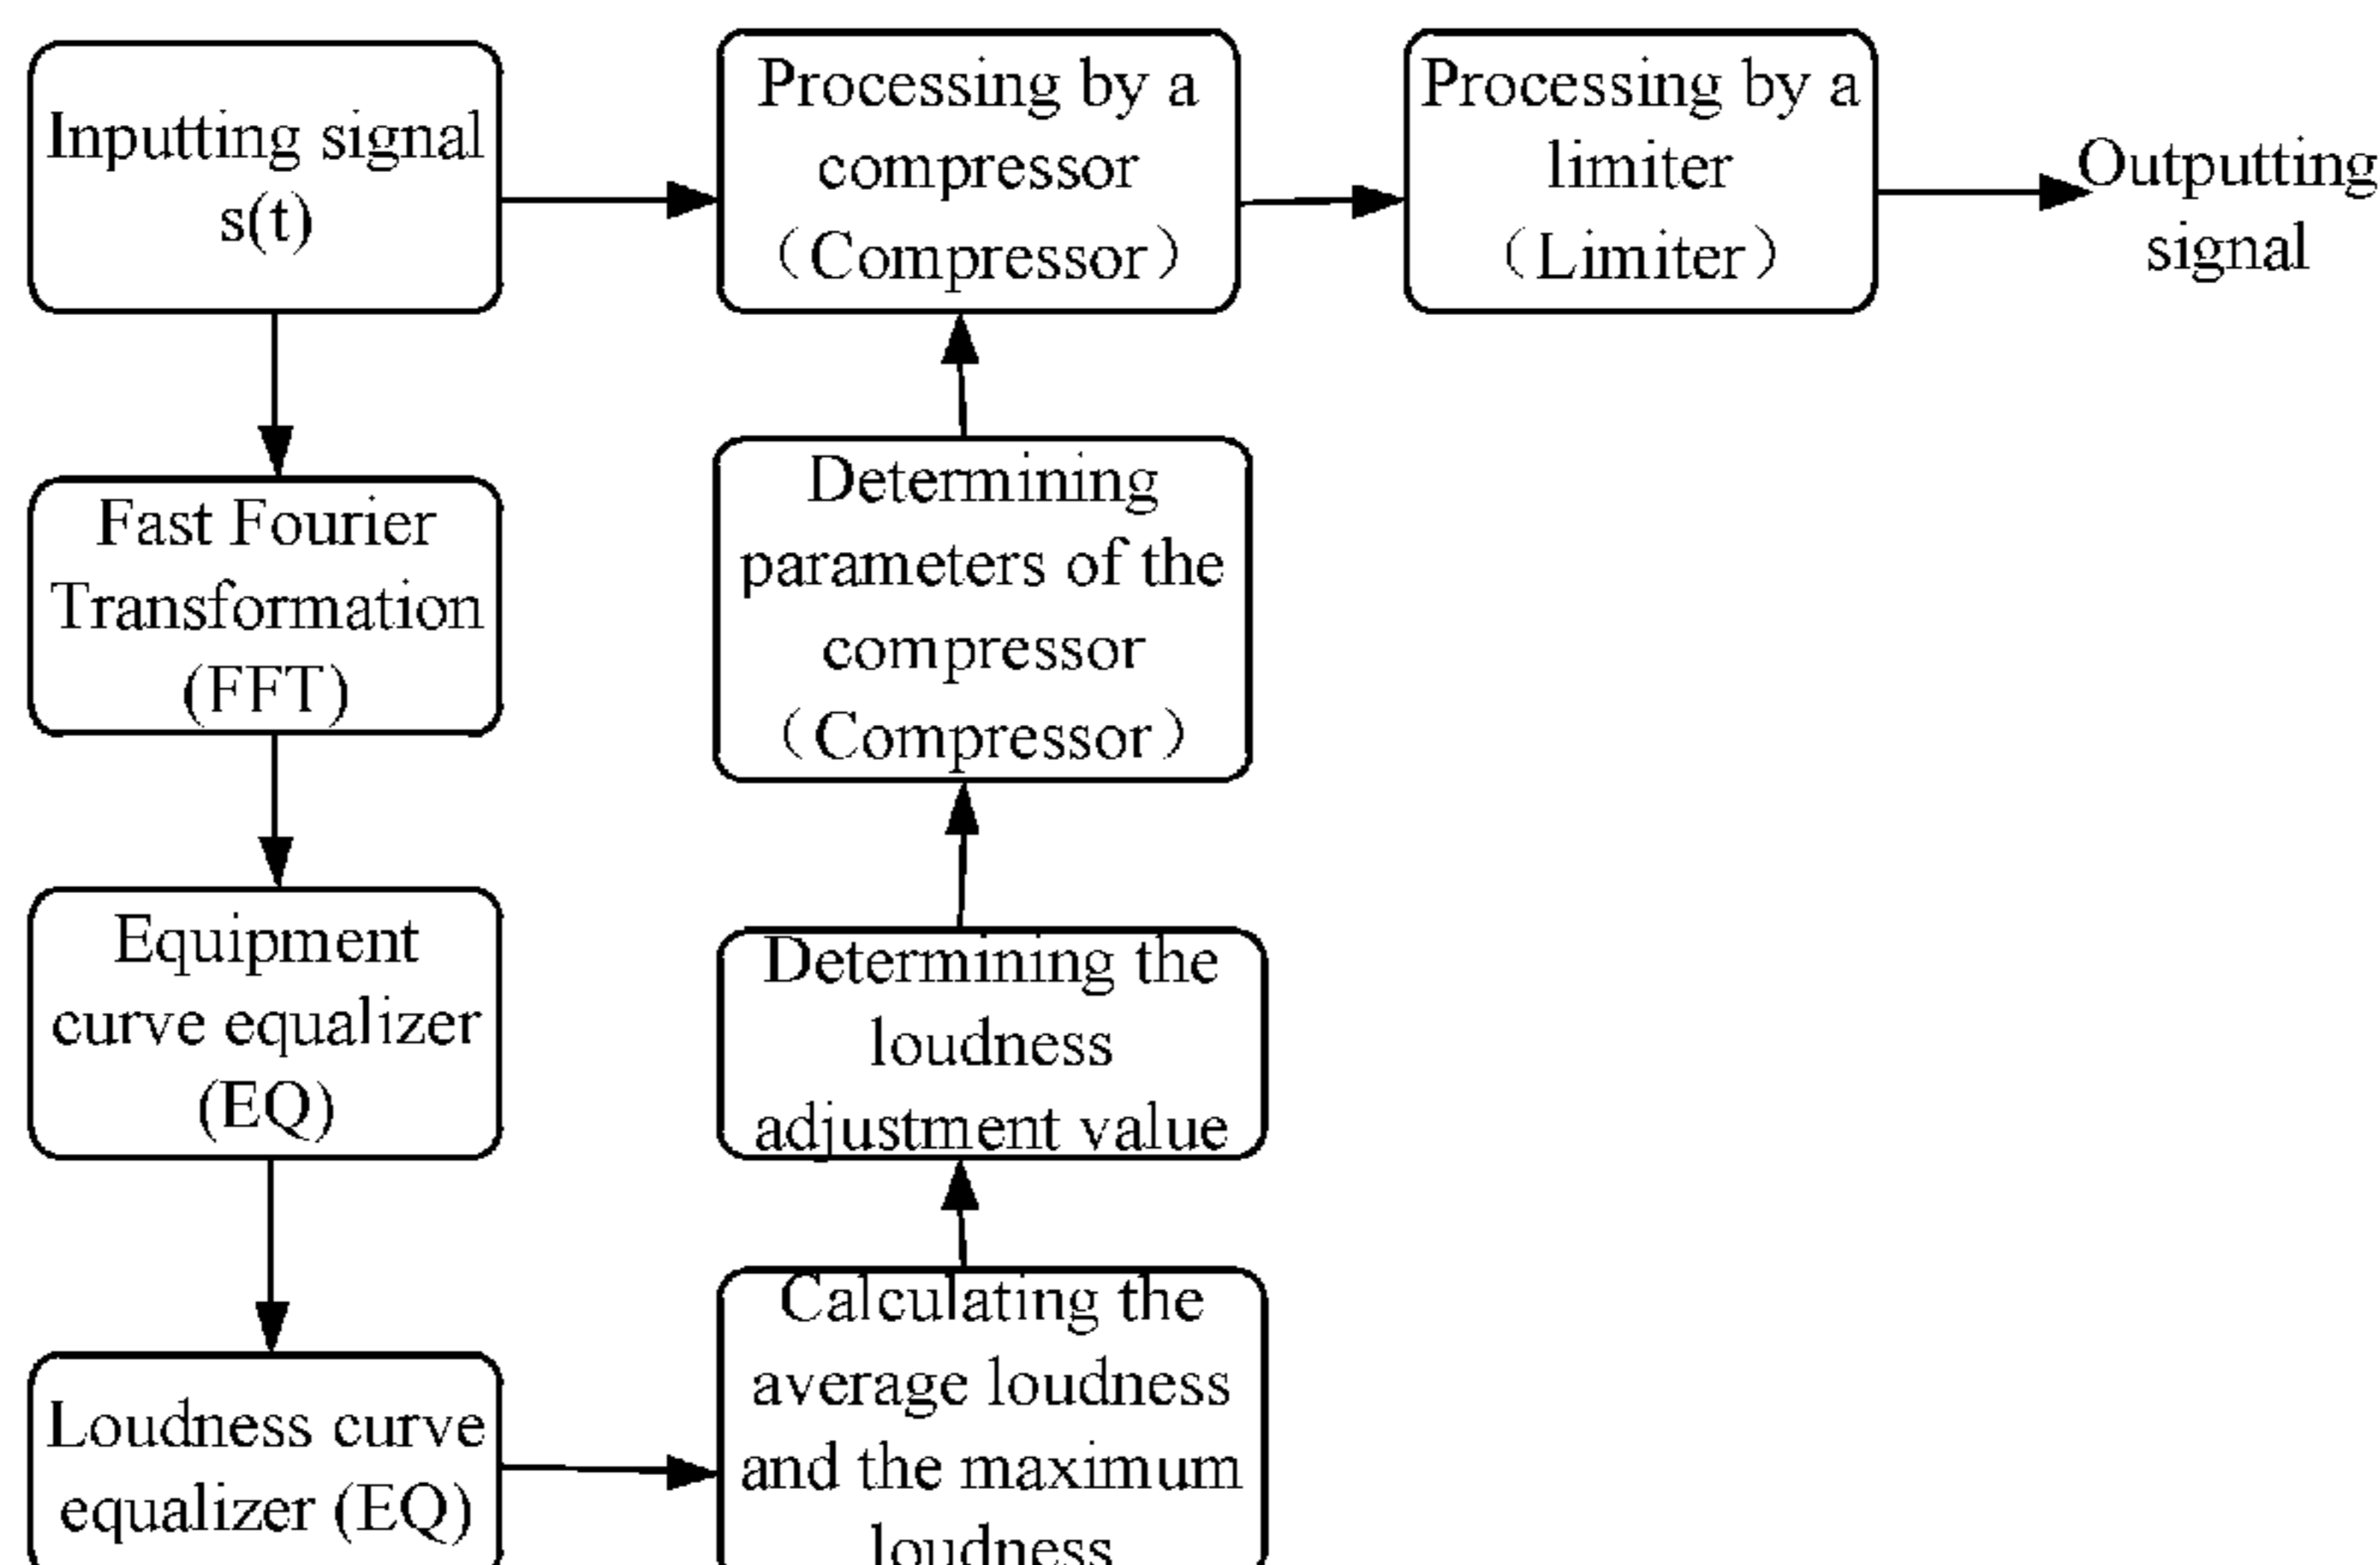 Inputting signal
s(t)
Processing by a
compressor
（Compressor）
Processing by a
limiter
（Limiter）
Outputting
signal
Fast Fourier
Transformation
(FFT)
Determining
parameters of the
compressor
（Compressor）
Equipment
curve equalizer
(EQ)
Determining the
loudness
adjustment value
Loudness curve
equalizer (EQ)
Calculating the
average loudness
and the maximum
loudness